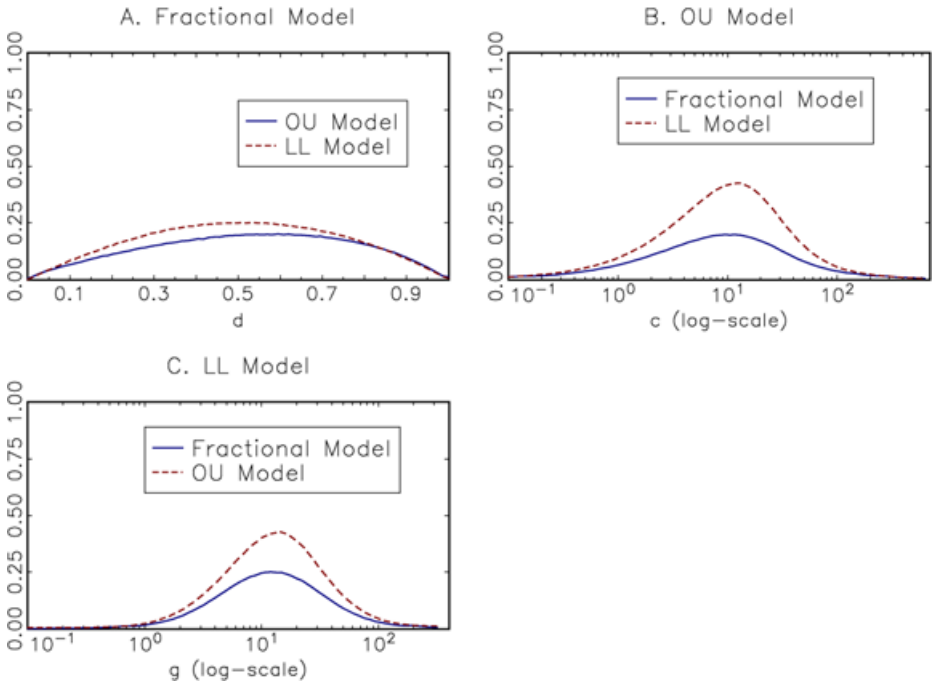 A. Fractional Model
1.00
0.75
0.50
0.25
0.00
OU Model
LL Model
0.1 0.3 0.5 0.7 0.9
d
B. OU Model
1.00
0.75
0.50
0.25
0.00
Fractional Model
LL Model
10⁻¹ 10⁰ 10¹ 10²
c (log-scale)
C. LL Model
1.00
0.75
0.50
0.25
0.00
Fractional Model
OU Model
10⁻¹ 10⁰ 10¹ 10²
g (log-scale)